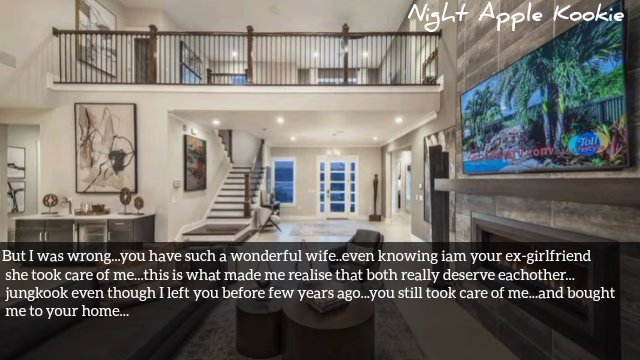 Night Apple Kookie
Toll
But I was wrong...you have such a wonderful wife..even knowing iam your ex-girlfriend
she took care of me...this is what made me realise that both really deserve eachother...
jungkook even though I left you before few years ago...you still took care of me...and bought
me to your home...